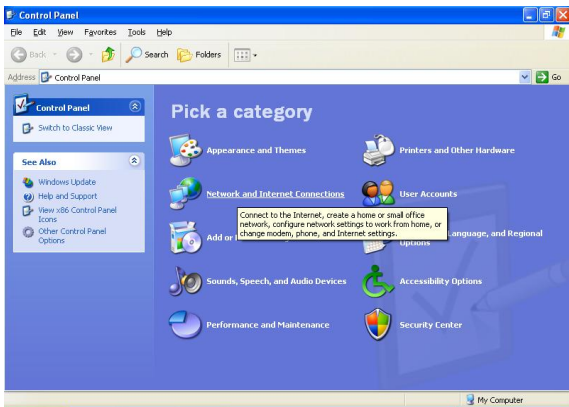 Control Panel
File Edit View Favorites Tools Help
Back Search Folders
Address Control Panel Go
Control Panel
Switch to Classic View
See Also
Windows Update
Help and Support
View x86 Control Panel
Icons
Other Control Panel
Options
Pick a category
Appearance and Themes
Printers and Other Hardware
Network and Internet Connections
User Accounts
Connect to the Internet, create a home or small office
network, configure network settings to work from home, or
change modem, phone, and Internet settings.
Add or
Language, and Regional
Options
Sounds, Speech, and Audio Devices
Accessibility Options
Performance and Maintenance
Security Center
My Computer